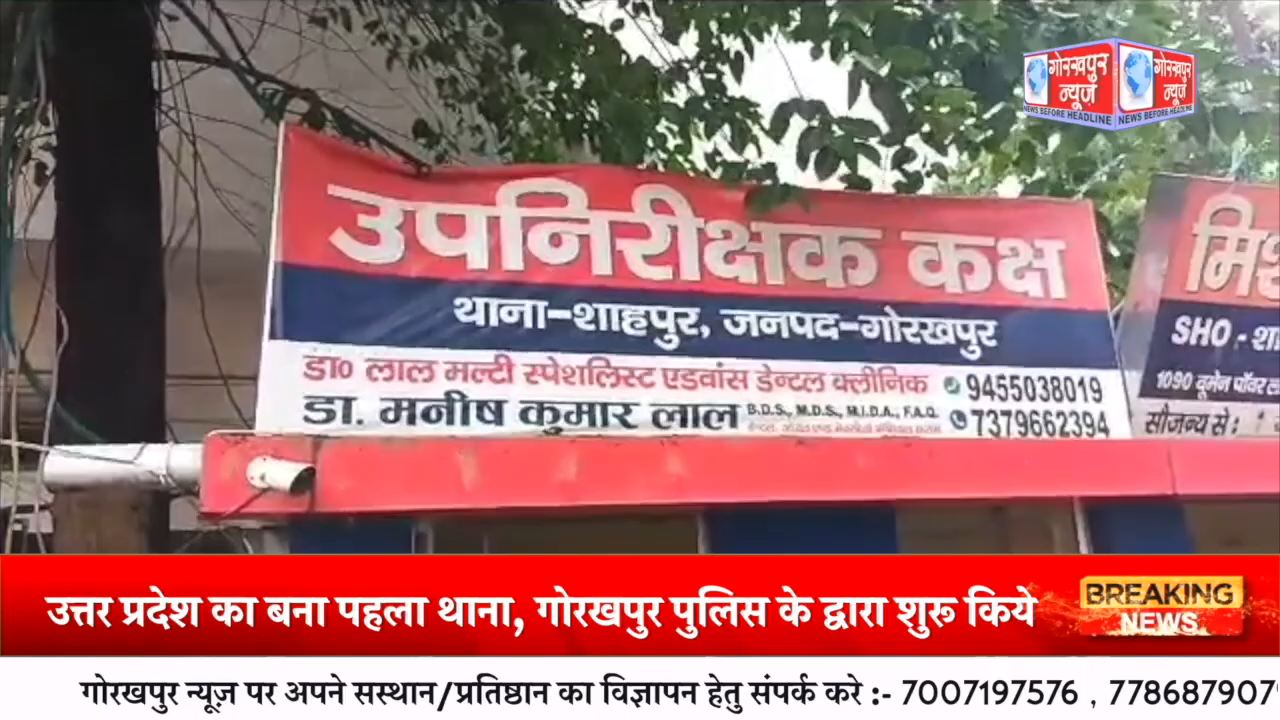 गोरखपुर
न्यूज़
NEWS BEFORE HEADLINE
गोरखपुर
न्यूज़
NEWS BEFORE HEADLINE
उपनिरीक्षक कक्ष
थाना-शाहपुर, जनपद-गोरखपुर
डा० लाल मल्टी स्पेशलिस्ट एडवांस डेन्टल क्लीनिक 9455038019
डा. मनीष कुमार लाल B.D.S., M.D.S., M.I.D.A., F.A.G. 7379662394
SHO-
1090 वूमेन पॉवर
सौजन्य से :
उत्तर प्रदेश का बना पहला थाना, गोरखपुर पुलिस के द्वारा शुरू किये
BREAKING
NEWS
गोरखपुर न्यूज़ पर अपने सस्थान/प्रतिष्ठान का विज्ञापन हेतु संपर्क करे :- 7007197576 , 778687907